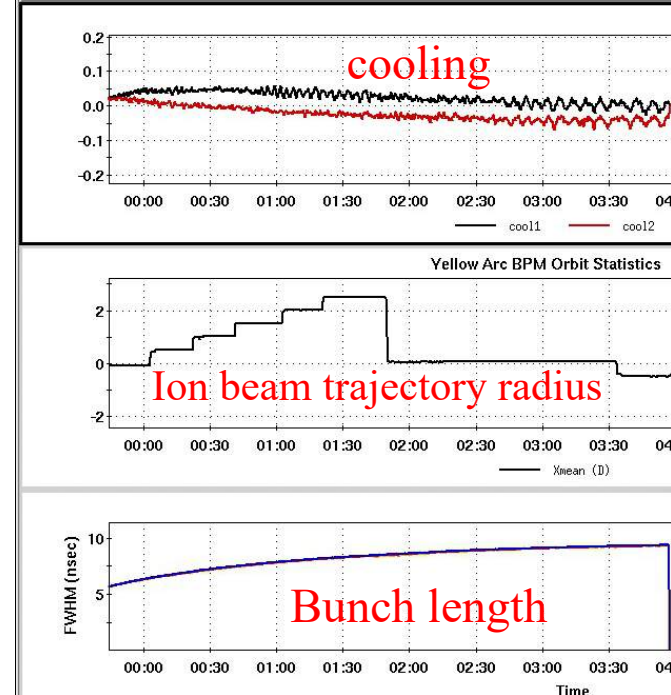 cooling
0.2
0.1
0.0
-0.1
-0.2
00:00 00:30 01:00 01:30 02:00 02:30 03:00 03:30 04
cool1 cool2
Yellow Arc BPM Orbit Statistics
2
0
-2
Ion beam trajectory radius
00:00 00:30 01:00 01:30 02:00 02:30 03:00 03:30 04
Xmean (D)
FWHM (nsec)
10
5
Bunch length
00:00 00:30 01:00 01:30 02:00 02:30 03:00 03:30 04
Time